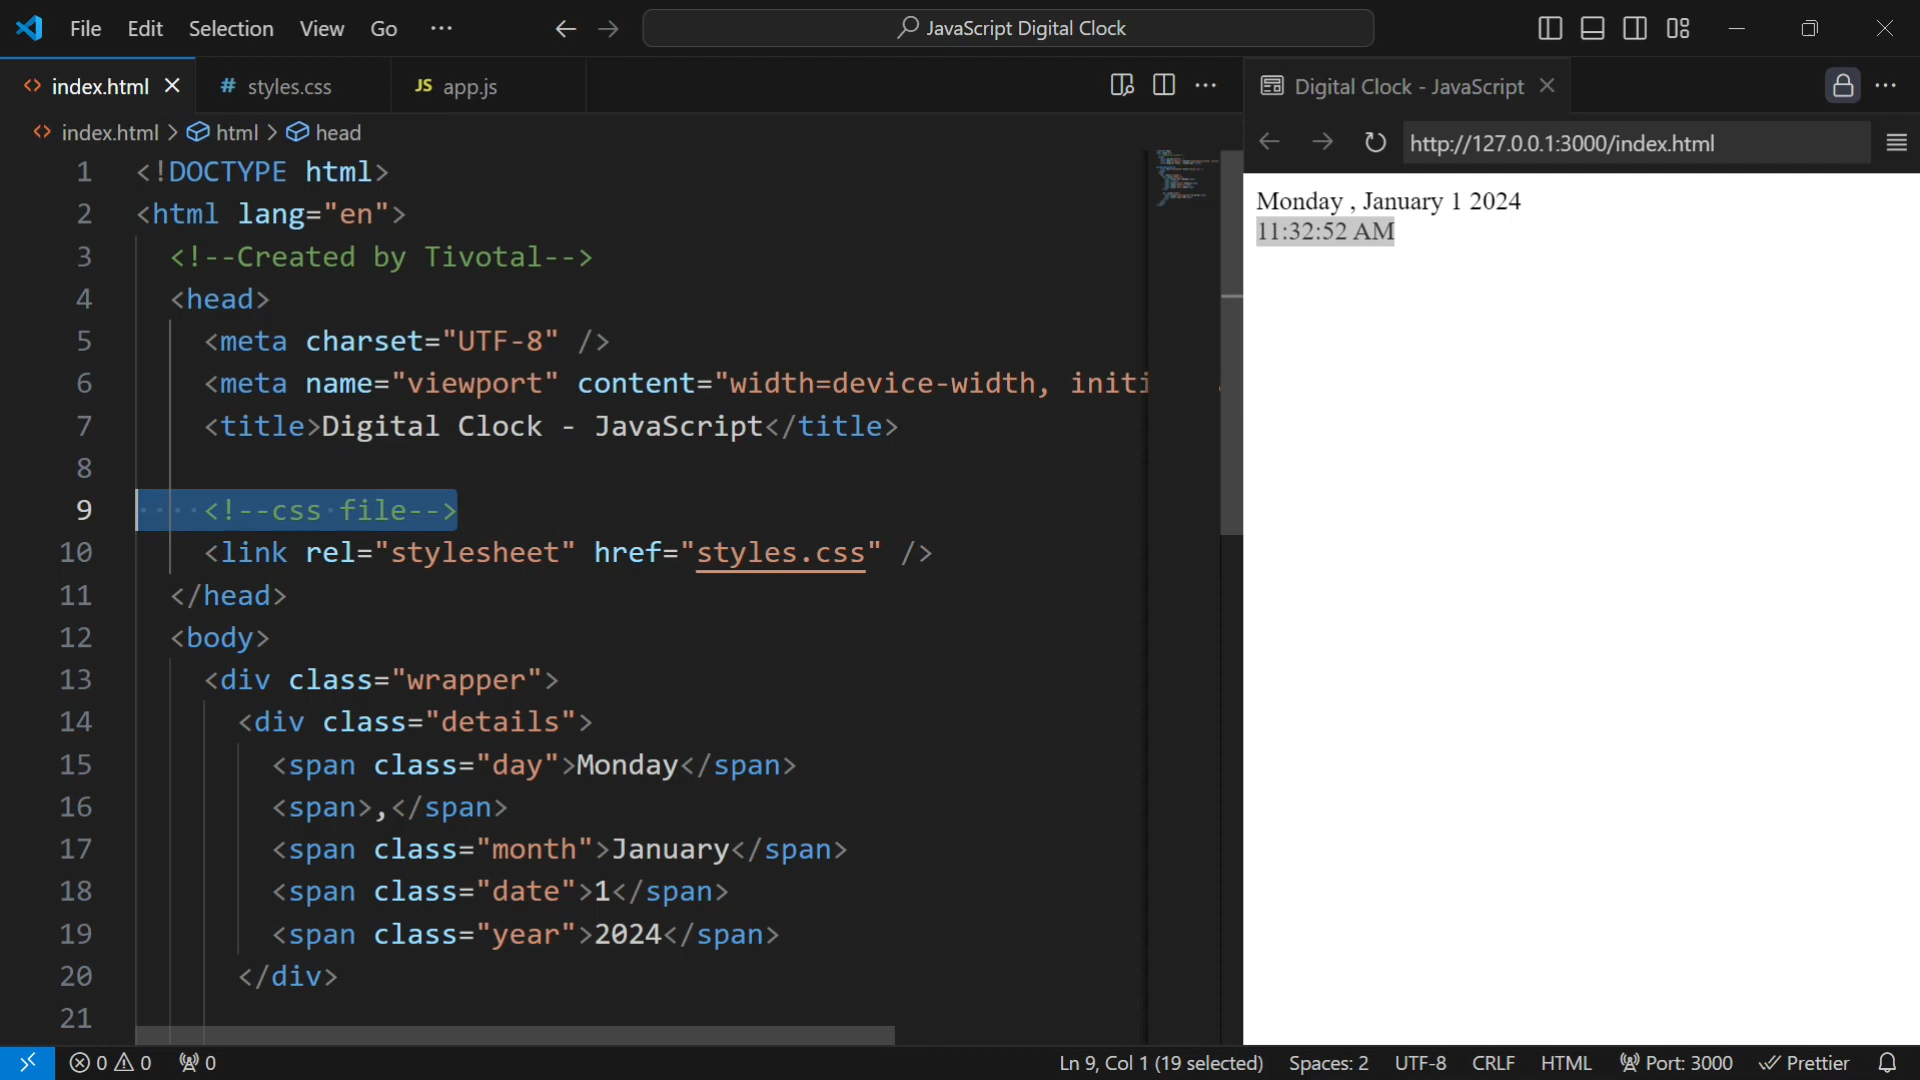 File Edit Selection View Go ··· JavaScript Digital Clock
index.html # styles.css JS app.js
index.html > html > head
1 <!DOCTYPE html>
2 <html lang="en">
3 <!--Created by Tivotal-->
4 <head>
5 <meta charset="UTF-8" />
6 <meta name="viewport" content="width=device-width, initi
7 <title>Digital Clock - JavaScript</title>
8
9 <!--css file-->
10 <link rel="stylesheet" href="styles.css" />
11 </head>
12 <body>
13 <div class="wrapper">
14 <div class="details">
15 <span class="day">Monday</span>
16 <span>,</span>
17 <span class="month">January</span>
18 <span class="date">1</span>
19 <span class="year">2024</span>
20 </div>
21
Digital Clock - JavaScript
http://127.0.0.1:3000/index.html
Monday , January 1 2024
11:32:52 AM
0 0 0 Ln 9, Col 1 (19 selected) Spaces: 2 UTF-8 CRLF HTML Port: 3000 Prettier